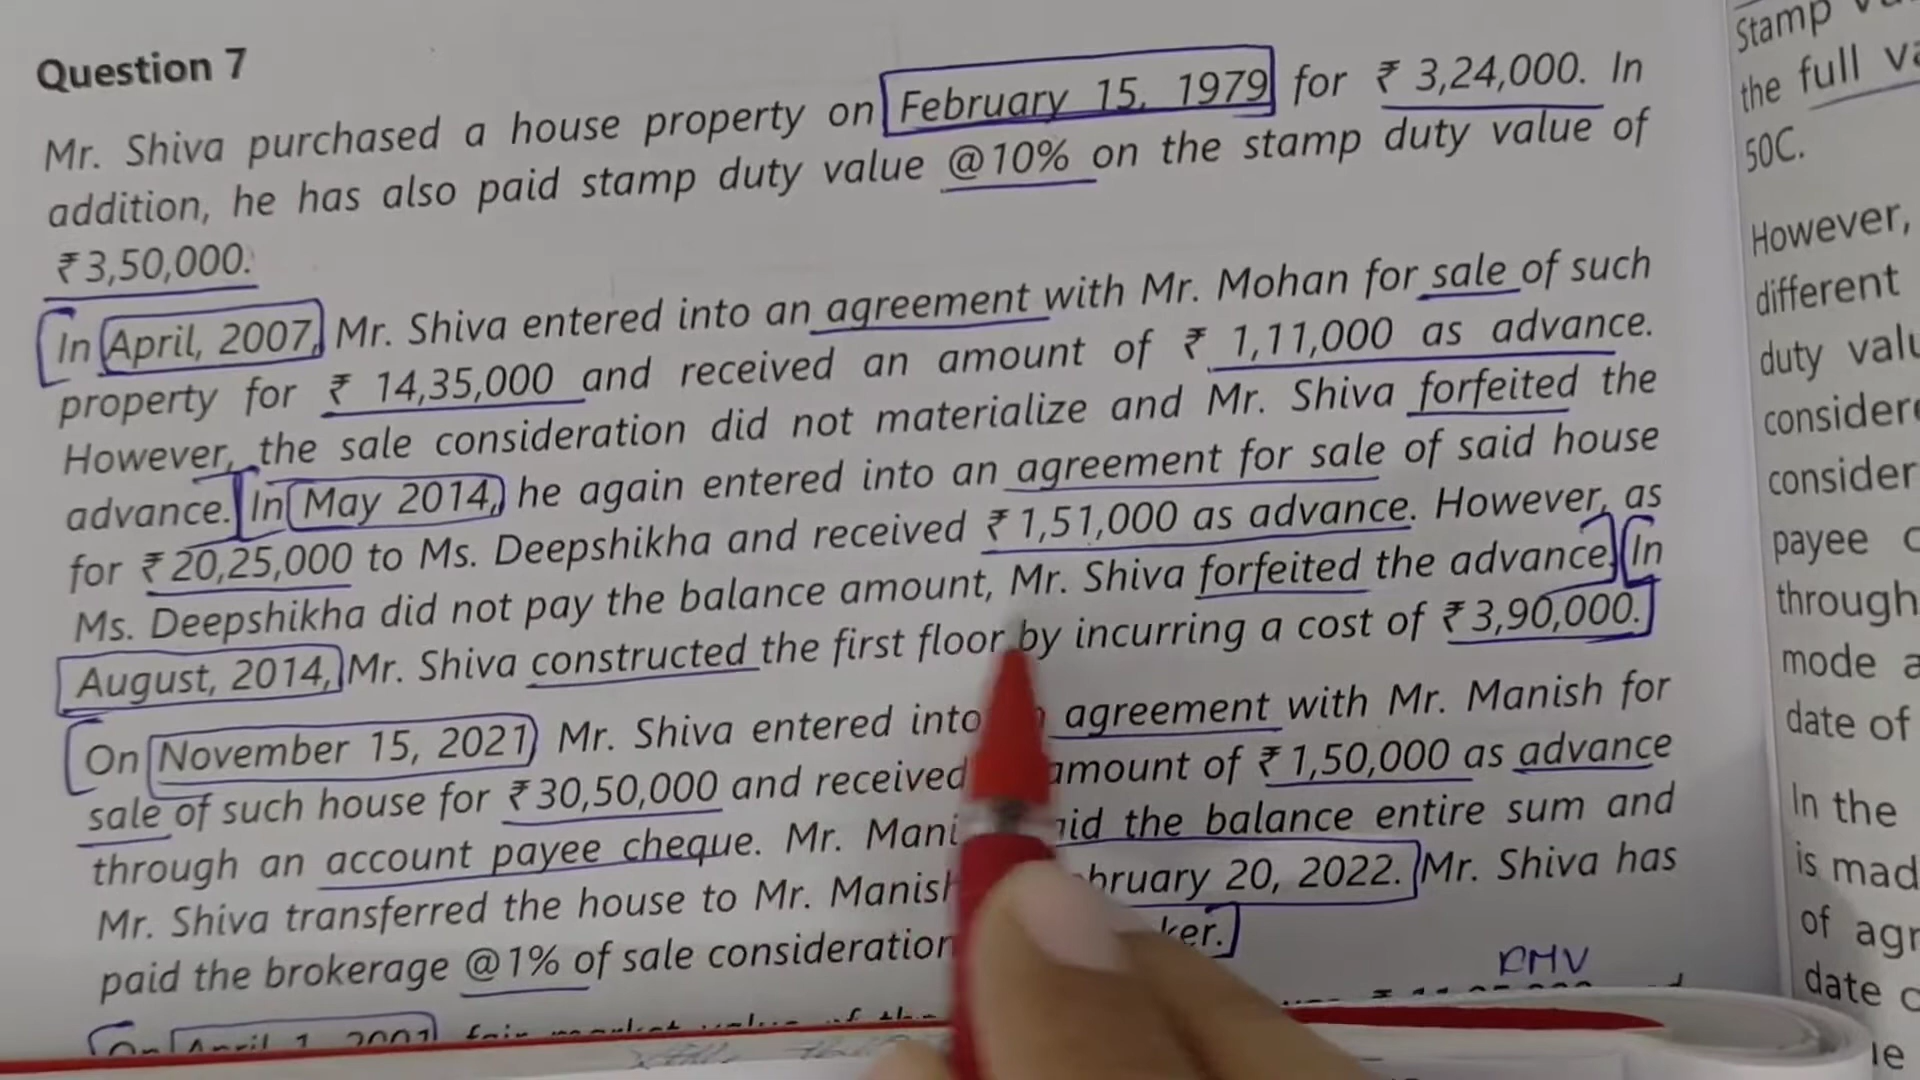 Question 7
Mr. Shiva purchased a house property on February 15, 1979 for ₹ 3,24,000. In
addition, he has also paid stamp duty value @10% on the stamp duty value of
₹3,50,000.
In April, 2007, Mr. Shiva entered into an agreement with Mr. Mohan for sale of such
property for ₹ 14,35,000 and received an amount of ₹ 1,11,000 as advance.
However, the sale consideration did not materialize and Mr. Shiva forfeited the
advance. In May 2014, he again entered into an agreement for sale of said house
for ₹20,25,000 to Ms. Deepshikha and received ₹1,51,000 as advance. However, as
Ms. Deepshikha did not pay the balance amount, Mr. Shiva forfeited the advance. In
August, 2014, Mr. Shiva constructed the first floor by incurring a cost of ₹3,90,000.
On November 15, 2021 Mr. Shiva entered into agreement with Mr. Manish for
sale of such house for ₹30,50,000 and received amount of ₹1,50,000 as advance
through an account payee cheque. Mr. the balance entire sum and
Mr. Shiva transferred the house to Mr. 20, 2022. Mr. Shiva has
paid the brokerage @1% of sale consideration
On April 1, 2001
Stamp
the full
50C.
However,
different
duty
payee
through
mode
date of
In the
is
of
date